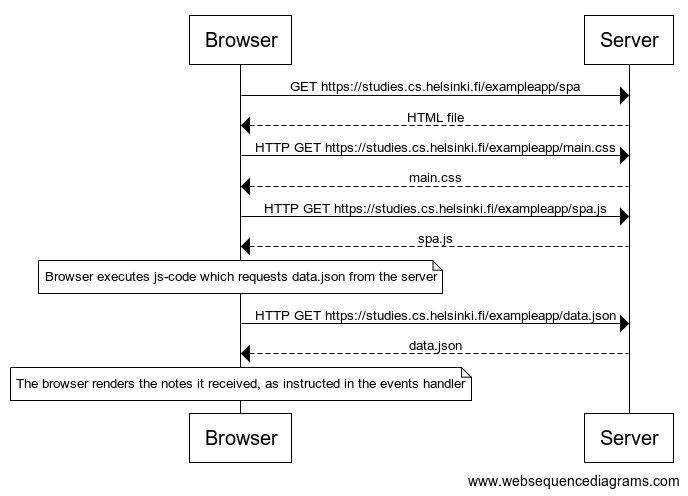 Browser
Server
GET https://studies.cs.helsinki.fi/exampleapp/spa
HTML file
HTTP GET https://studies.cs.helsinki.fi/exampleapp/main.css
main.css
HTTP GET https://studies.cs.helsinki.fi/exampleapp/spa.js
spa.js
Browser executes js-code which requests data.json from the server
HTTP GET https://studies.cs.helsinki.fi/exampleapp/data.json
data.json
The browser renders the notes it received, as instructed in the events handler
Browser
Server
www.websequencediagrams.com